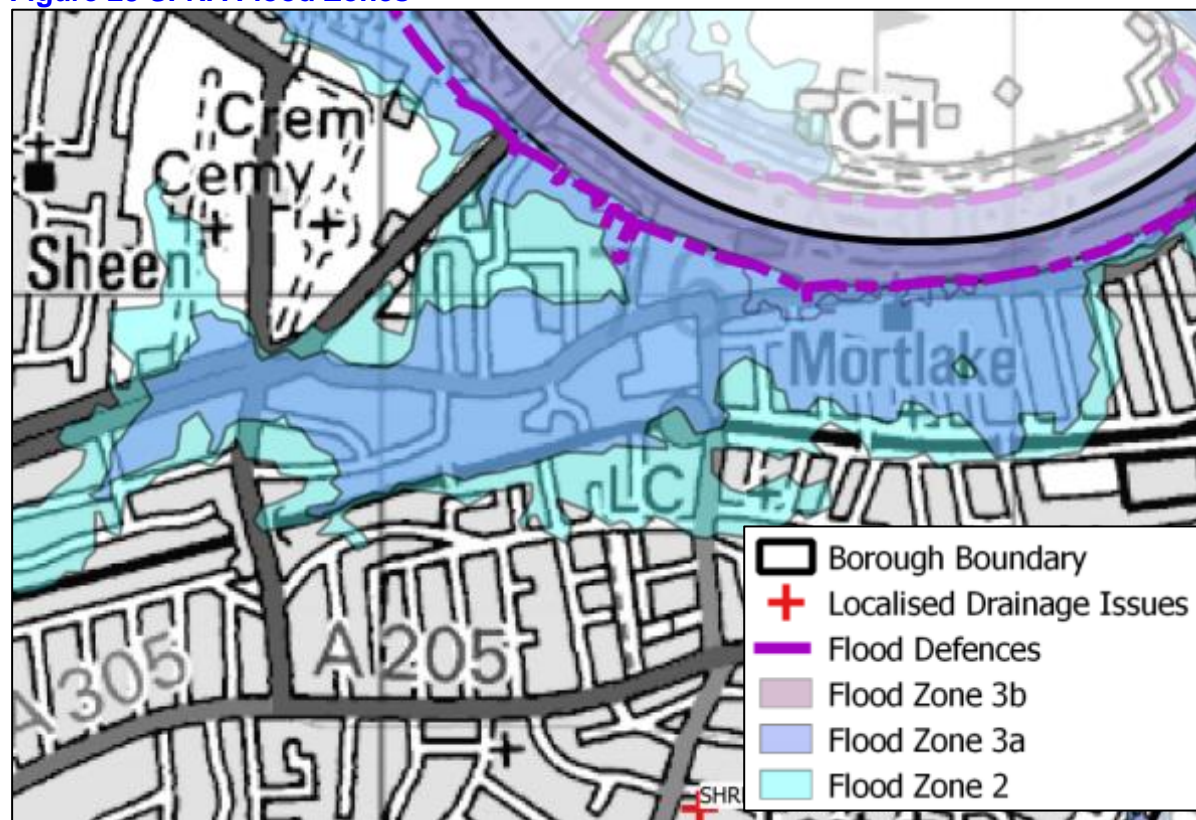 CH
Crem
Cemy
Sheen
Mortlake
LC
A 205
A 305
SHR
Borough Boundary
Localised Drainage Issues
Flood Defences
Flood Zone 3b
Flood Zone 3a
Flood Zone 2